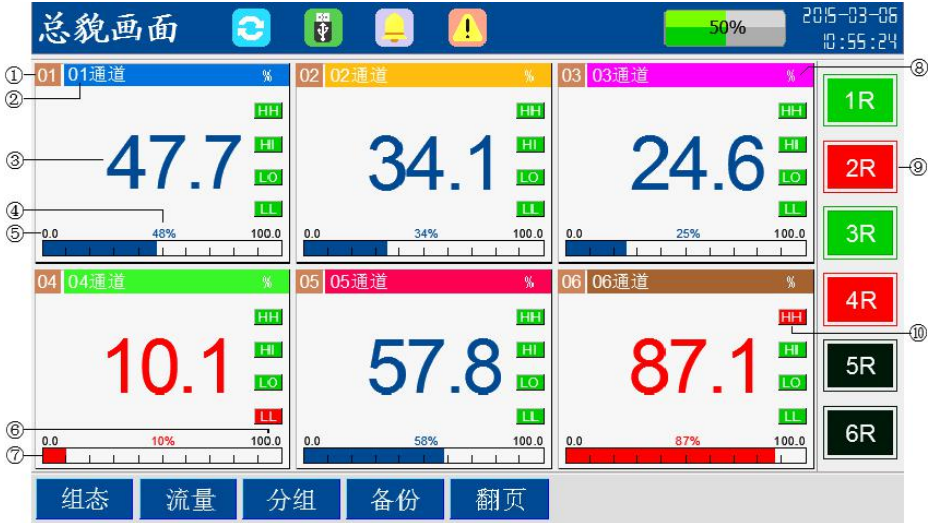 总貌画面 50% 2015-03-06
10:55:24
① 01 01通道 % 02 02通道 % 03 03通道 % ⑧
②
HH HH HH 1R
③ 47.7 HI 34.1 HI 24.6 HI 2R ⑨
LO LO LO
④ LL LL LL 3R
⑤ 0.0 48% 100.0 0.0 34% 100.0 0.0 25% 100.0
04 04通道 % 05 05通道 % 06 06通道 % 4R
HH HH HH ⑩
10.1 HI 57.8 HI 87.1 HI 5R
LO LO LO
LL LL LL
⑥ 0.0 10% 100.0 0.0 58% 100.0 0.0 87% 100.0 6R
⑦
组态 流量 分组 备份 翻页